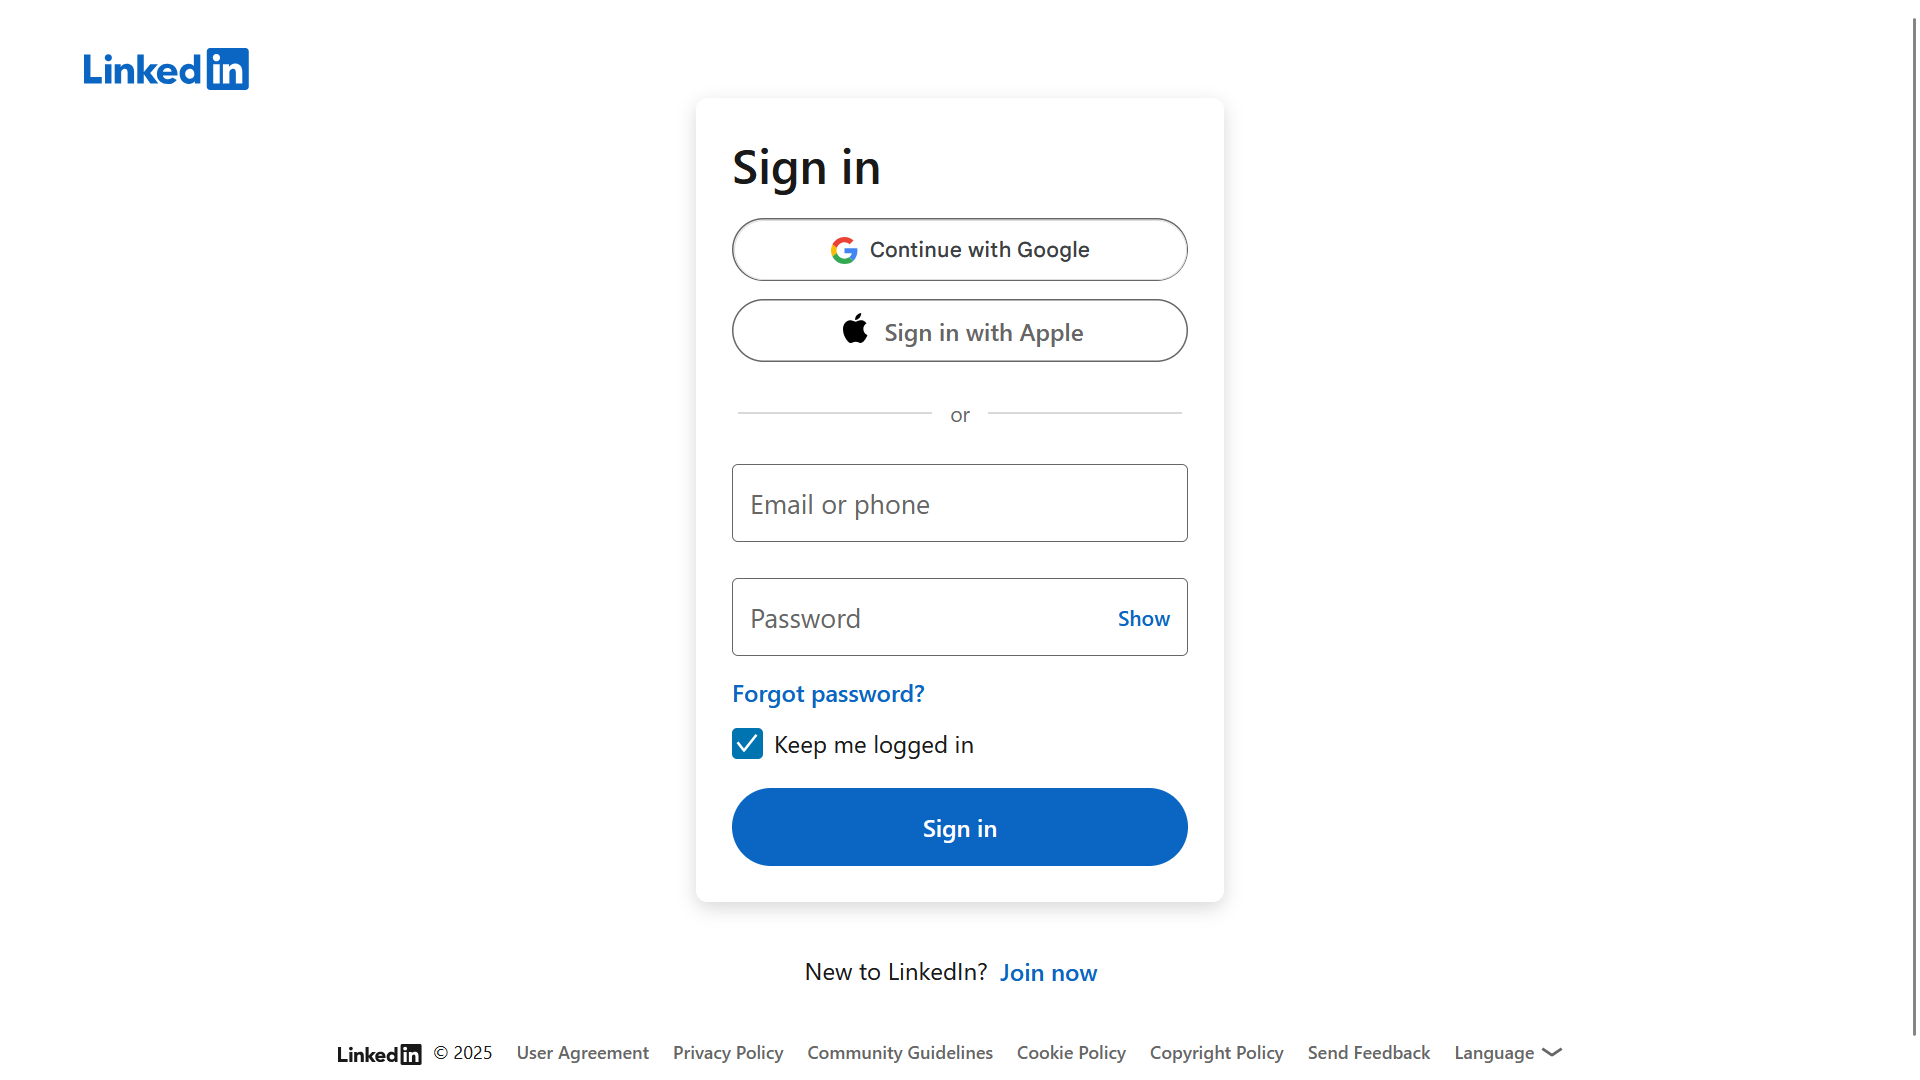 LinkedIn
Sign in
Continue with Google
Sign in with Apple
or
Email or phone
Password Show
Forgot password?
Keep me logged in
Sign in
New to LinkedIn? Join now
LinkedIn © 2025 User Agreement Privacy Policy Community Guidelines Cookie Policy Copyright Policy Send Feedback Language